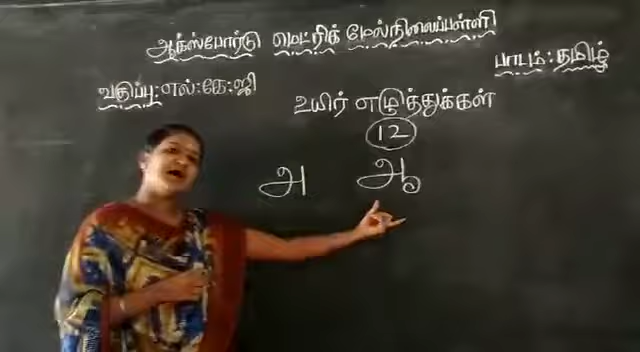 ஆக்ஸ்போர்டு மெட்ரிக் மேல்நிலைப்பள்ளி
பாடம்: தமிழ்
வகுப்பு: எல்: கே: ஜி
உயிர் எழுத்துக்கள்
12
அ ஆ